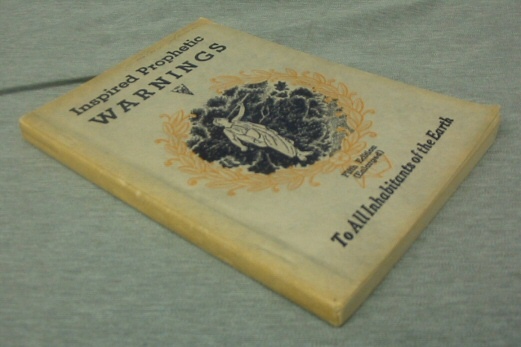 Inspired Prophetic
WARNINGS
Fifth Edition
(Enlarged)
To All Inhabitants of the Earth